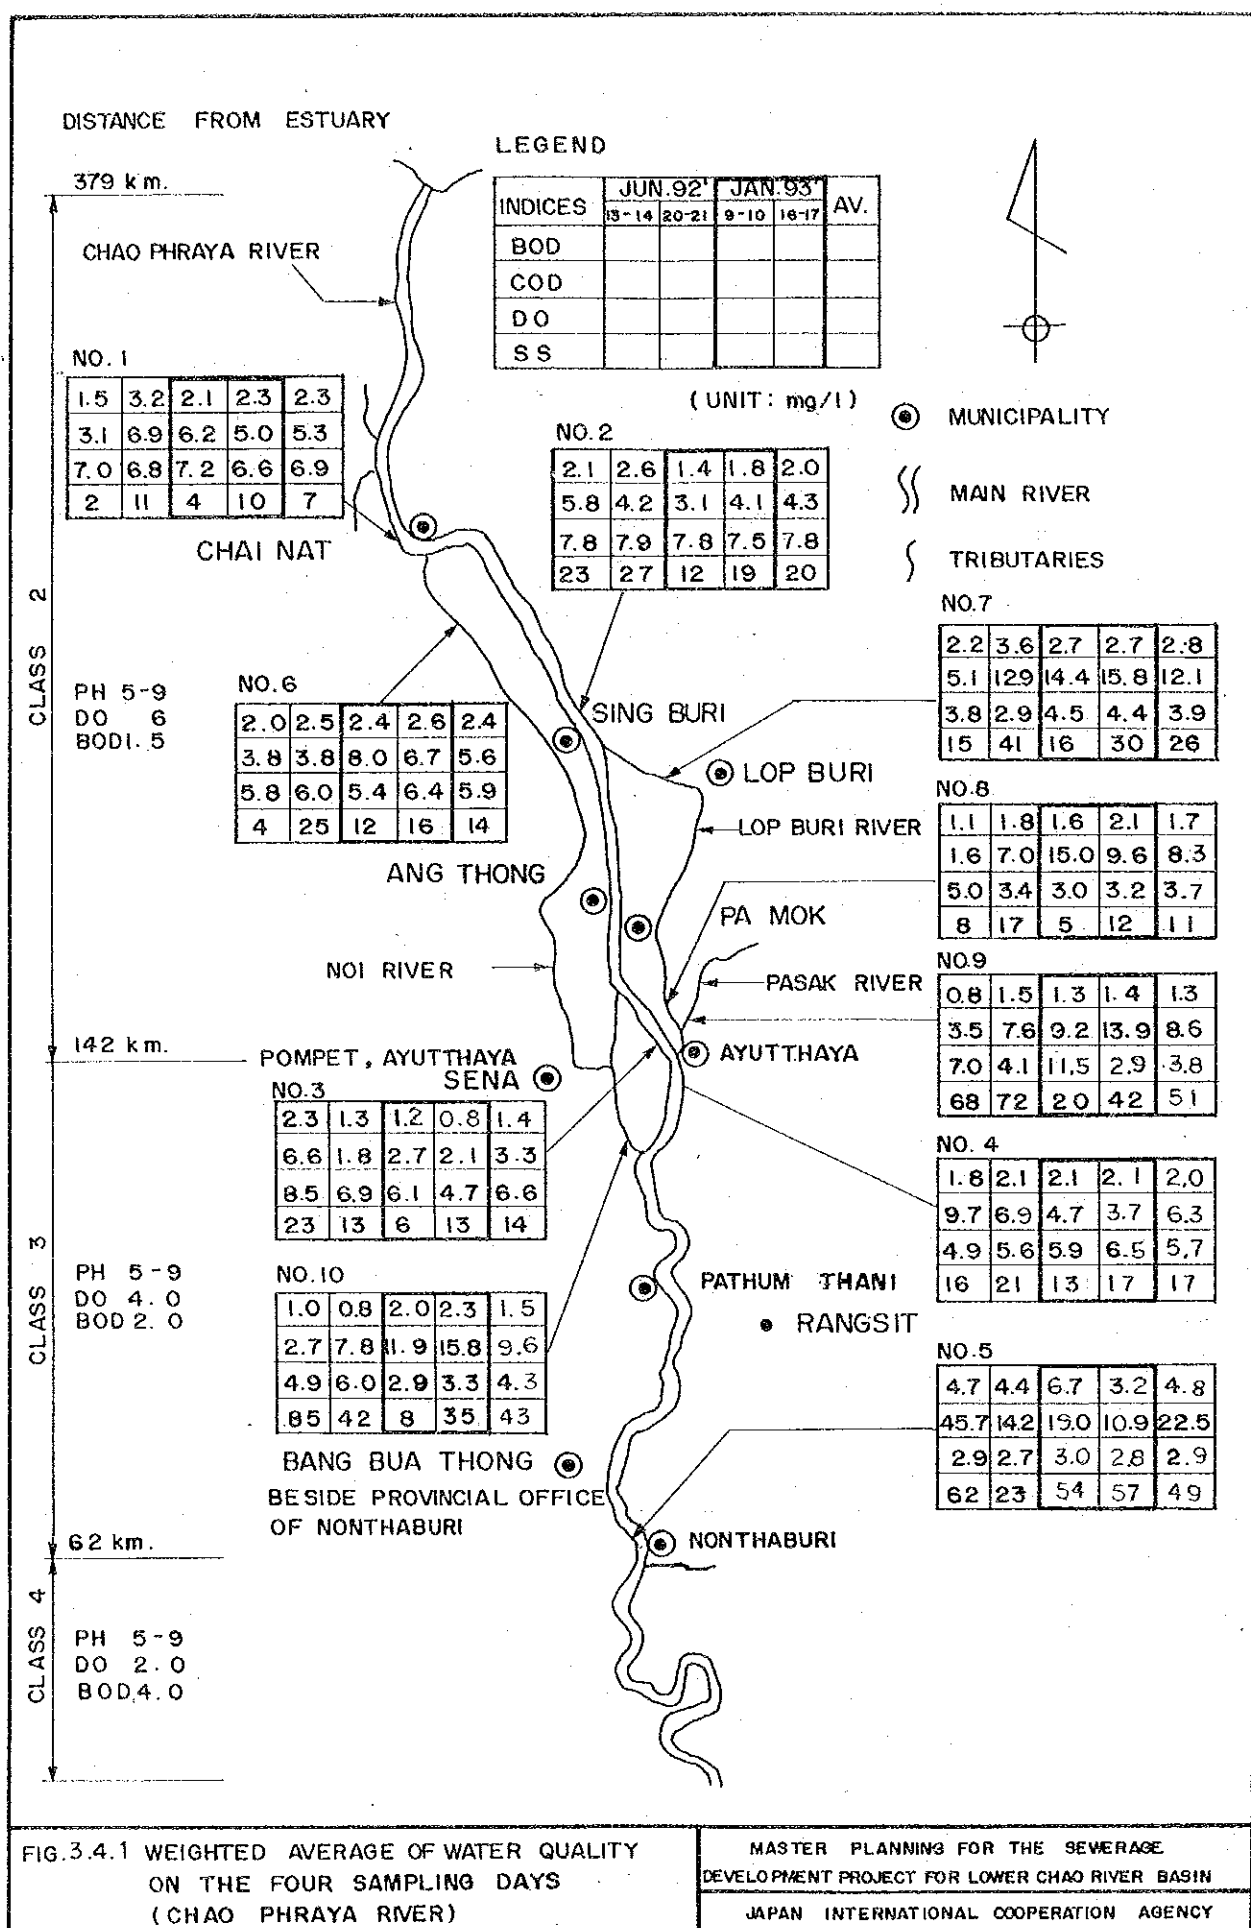 DISTANCE FROM ESTUARY
379 km.
CHAO PHRAYA RIVER
LEGEND
INDICES JUN.92' JAN.93' AV.
13-14 20-21 9-10 16-17
BOD
COD
DO
SS
(UNIT: mg/l)
MUNICIPALITY
MAIN RIVER
TRIBUTARIES
NO. 1
1.5 3.2 2.1 2.3 2.3
3.1 6.9 6.2 5.0 5.3
7.0 6.8 7.2 6.6 6.9
2 11 4 10 7
CHAI NAT
NO. 2
2.1 2.6 1.4 1.8 2.0
5.8 4.2 3.1 4.1 4.3
7.8 7.9 7.8 7.5 7.8
23 27 12 19 20
CLASS 2
PH 5-9
DO 6
BOD1.5
NO. 6
2.0 2.5 2.4 2.6 2.4
3.8 3.8 8.0 6.7 5.6
5.8 6.0 5.4 6.4 5.9
4 25 12 16 14
SING BURI
LOP BURI
LOP BURI RIVER
NO.7
2.2 3.6 2.7 2.7 2.8
5.1 129 14.4 15.8 12.1
3.8 2.9 4.5 4.4 3.9
15 41 16 30 26
NO.8
1.1 1.8 1.6 2.1 1.7
1.6 7.0 15.0 9.6 8.3
5.0 3.4 3.0 3.2 3.7
8 17 5 12 11
ANG THONG
PA MOK
NOI RIVER
PASAK RIVER
NO.9
0.8 1.5 1.3 1.4 1.3
3.5 7.6 9.2 13.9 8.6
7.0 4.1 11.5 2.9 3.8
68 72 20 42 51
142 km.
POMPET, AYUTTHAYA
SENA
AYUTTHAYA
NO.3
2.3 1.3 1.2 0.8 1.4
6.6 1.8 2.7 2.1 3.3
8.5 6.9 6.1 4.7 6.6
23 13 6 13 14
NO. 4
1.8 2.1 2.1 2.1 2.0
9.7 6.9 4.7 3.7 6.3
4.9 5.6 5.9 6.5 5.7
16 21 13 17 17
CLASS 3
PH 5-9
DO 4.0
BOD 2.0
NO.10
1.0 0.8 2.0 2.3 1.5
2.7 7.8 11.9 15.8 9.6
4.9 6.0 2.9 3.3 4.3
85 42 8 35 43
PATHUM THANI
RANGSIT
NO.5
4.7 4.4 6.7 3.2 4.8
45.7 14.2 19.0 10.9 22.5
2.9 2.7 3.0 2.8 2.9
62 23 54 57 49
BANG BUA THONG
BESIDE PROVINCIAL OFFICE
OF NONTHABURI
62 km.
NONTHABURI
CLASS 4
PH 5-9
DO 2.0
BOD 4.0
FIG.3.4.1 WEIGHTED AVERAGE OF WATER QUALITY
ON THE FOUR SAMPLING DAYS
(CHAO PHRAYA RIVER)
MASTER PLANNING FOR THE SEWERAGE
DEVELOPMENT PROJECT FOR LOWER CHAO RIVER BASIN
JAPAN INTERNATIONAL COOPERATION AGENCY